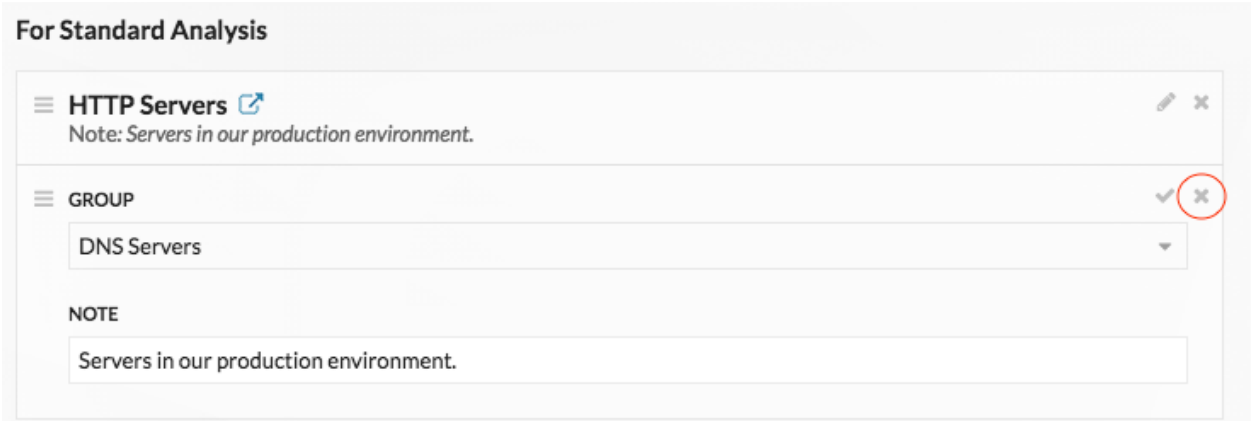 For Standard Analysis
HTTP Servers
Note: Servers in our production environment.
GROUP
DNS Servers
NOTE
Servers in our production environment.